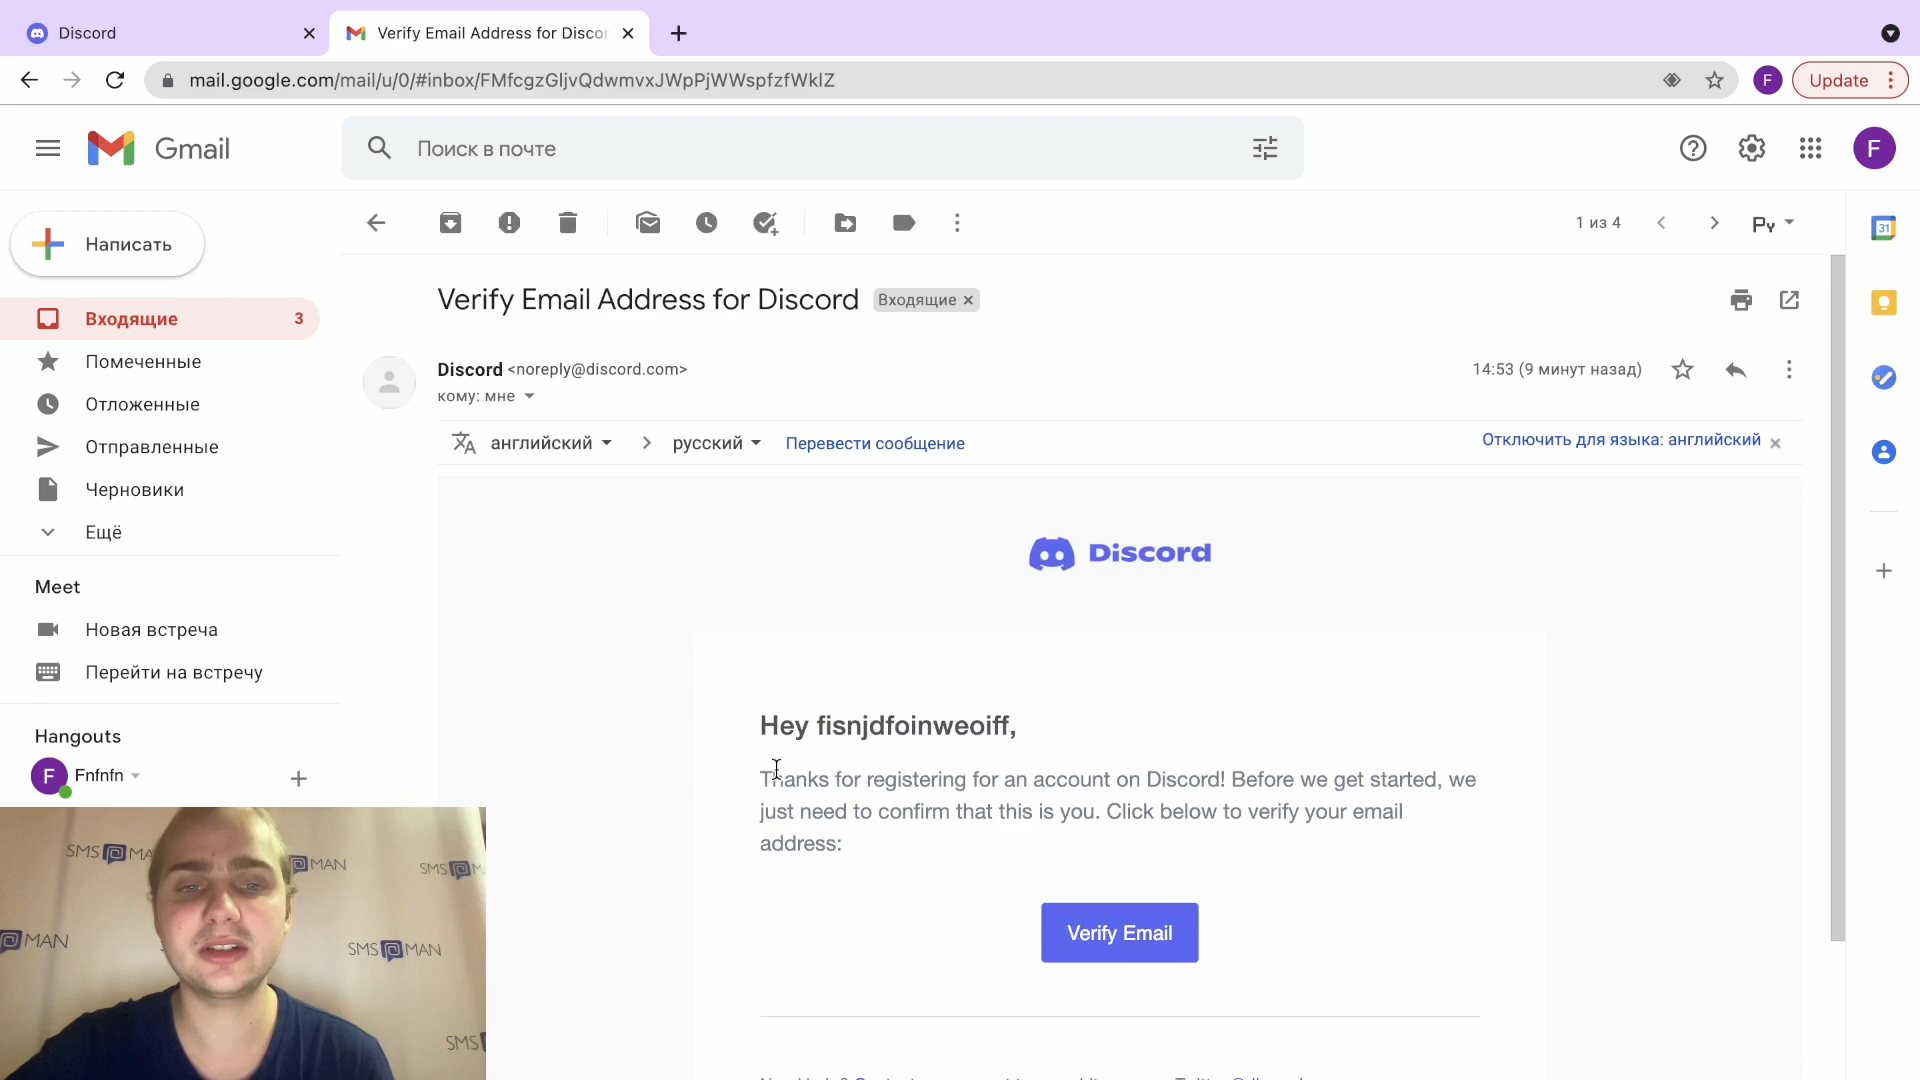 Discord
Verify Email Address for Disco
mail.google.com/mail/u/0/#inbox/FMfcgzGljvQdwmvxJWpPjWWspfzfWklZ
F
Update
Gmail
Поиск в почте
F
Написать
1 из 4
Ру
31
Входящие 3
Помеченные
Отложенные
Отправленные
Черновики
Ещё
Meet
Новая встреча
Перейти на встречу
Hangouts
F Fnfnfn
Verify Email Address for Discord Входящие
Discord <noreply@discord.com>
14:53 (9 минут назад)
кому: мне
английский > русский Перевести сообщение
Отключить для языка: английский
Discord
Hey fisnjdfoinweoiff,
Thanks for registering for an account on Discord! Before we get started, we
just need to confirm that this is you. Click below to verify your email
address:
Verify Email
SMS MA
MAN
SMS M
MAN
SMS MAN
SMS